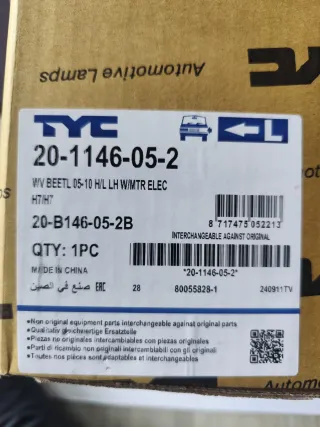 Automotive Lamps
TYC
TYC
L
20-1146-05-2
VW BEETL 05-10 H/L LH W/MTR ELEC
H7/H7
20-B146-05-2B
8 717475 052213
INTERCHANGEABLE AGAINST ORIGINAL
QTY: 1PC
MADE IN CHINA
*20-1146-05-2*
صنع في الصين EAC
28 80055828-1 240911TV
•Non original equipment parts interchangeable against original parts
•Qualitativ gleichwertige Ersatzteile
•Piezas no originales intercambiables con piezas originales
•Parti di ricambio non originali intercambiabili con gli originali
•Toutes nos pièces sont adaptables et interchangeables
Automotive